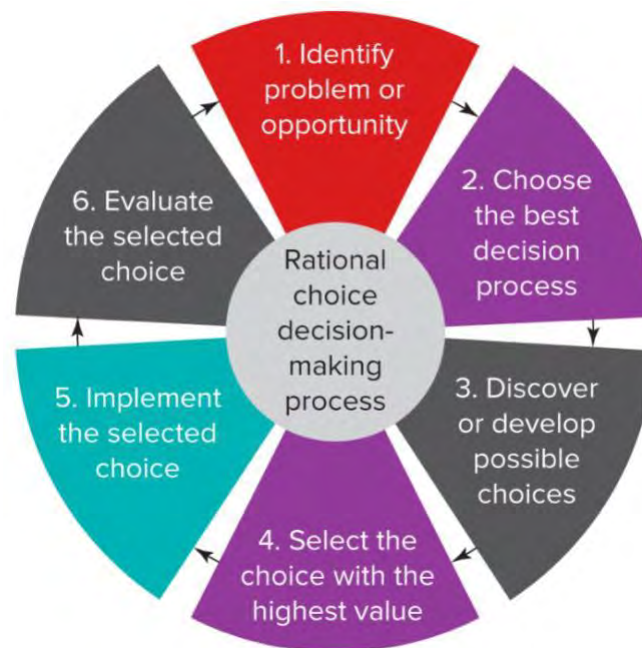 1. Identify
problem or
opportunity
2. Choose
the best
decision
process
3. Discover
or develop
possible
choices
4. Select the
choice with the
highest value
5. Implement
the selected
choice
6. Evaluate
the selected
choice
Rational
choice
decision-
making
process